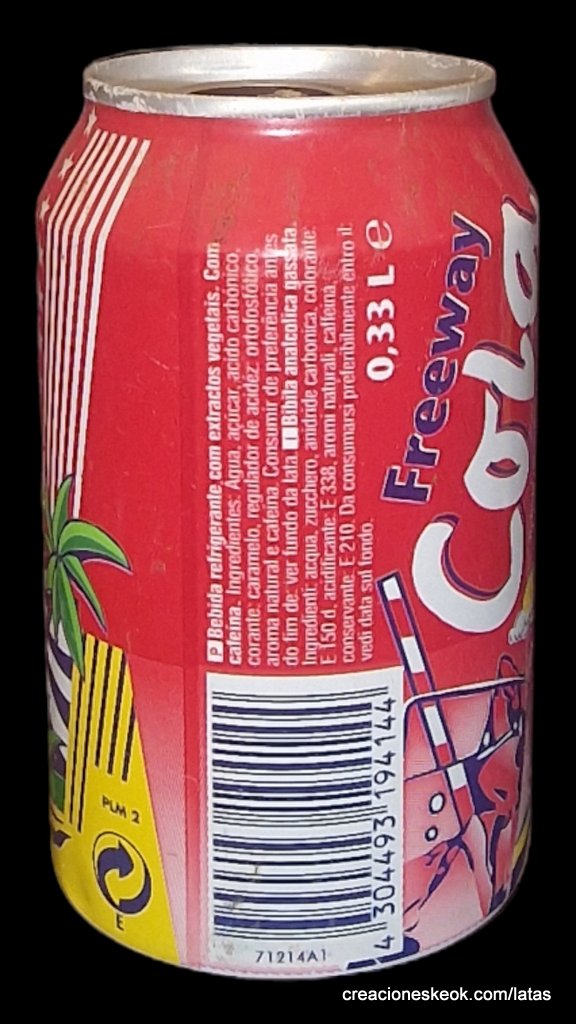 P Bebida refrigerante com extractos vegetais. Com
cafeína. Ingredientes: Água, açúcar, ácido carbónico,
corante: caramelo, regulador de acidez: ortofosfórico,
aroma natural e cafeína. Consumir de preferência antes
do fim de: ver fundo da lata I Bibita analcolica gassata.
Ingredienti: acqua, zucchero, anidride carbonica, colorante:
E 150 d, acidificante: E 338, aromi naturali, caffeina,
conservante: E 210. Da consumarsi preferibilmente entro il:
vedi data sul fondo.
0,33 L e
Freeway
Cola
4 304493 194144
71214A1
PLM 2
E
creacioneskeok.com/latas